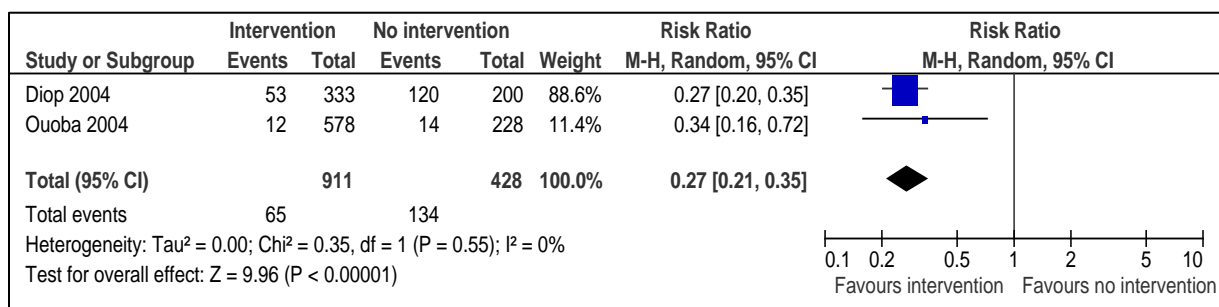 Intervention No intervention Risk Ratio Risk Ratio
Study or Subgroup Events Total Events Total Weight M-H, Random, 95% CI M-H, Random, 95% CI
Diop 2004 53 333 120 200 88.6% 0.27 [0.20, 0.35]
Ouoba 2004 12 578 14 228 11.4% 0.34 [0.16, 0.72]
Total (95% CI) 911 428 100.0% 0.27 [0.21, 0.35]
Total events 65 134
Heterogeneity: Tau² = 0.00; Chi² = 0.35, df = 1 (P = 0.55); I² = 0%
Test for overall effect: Z = 9.96 (P < 0.00001)
0.1 0.2 0.5 1 2 5 10
Favours intervention Favours no intervention